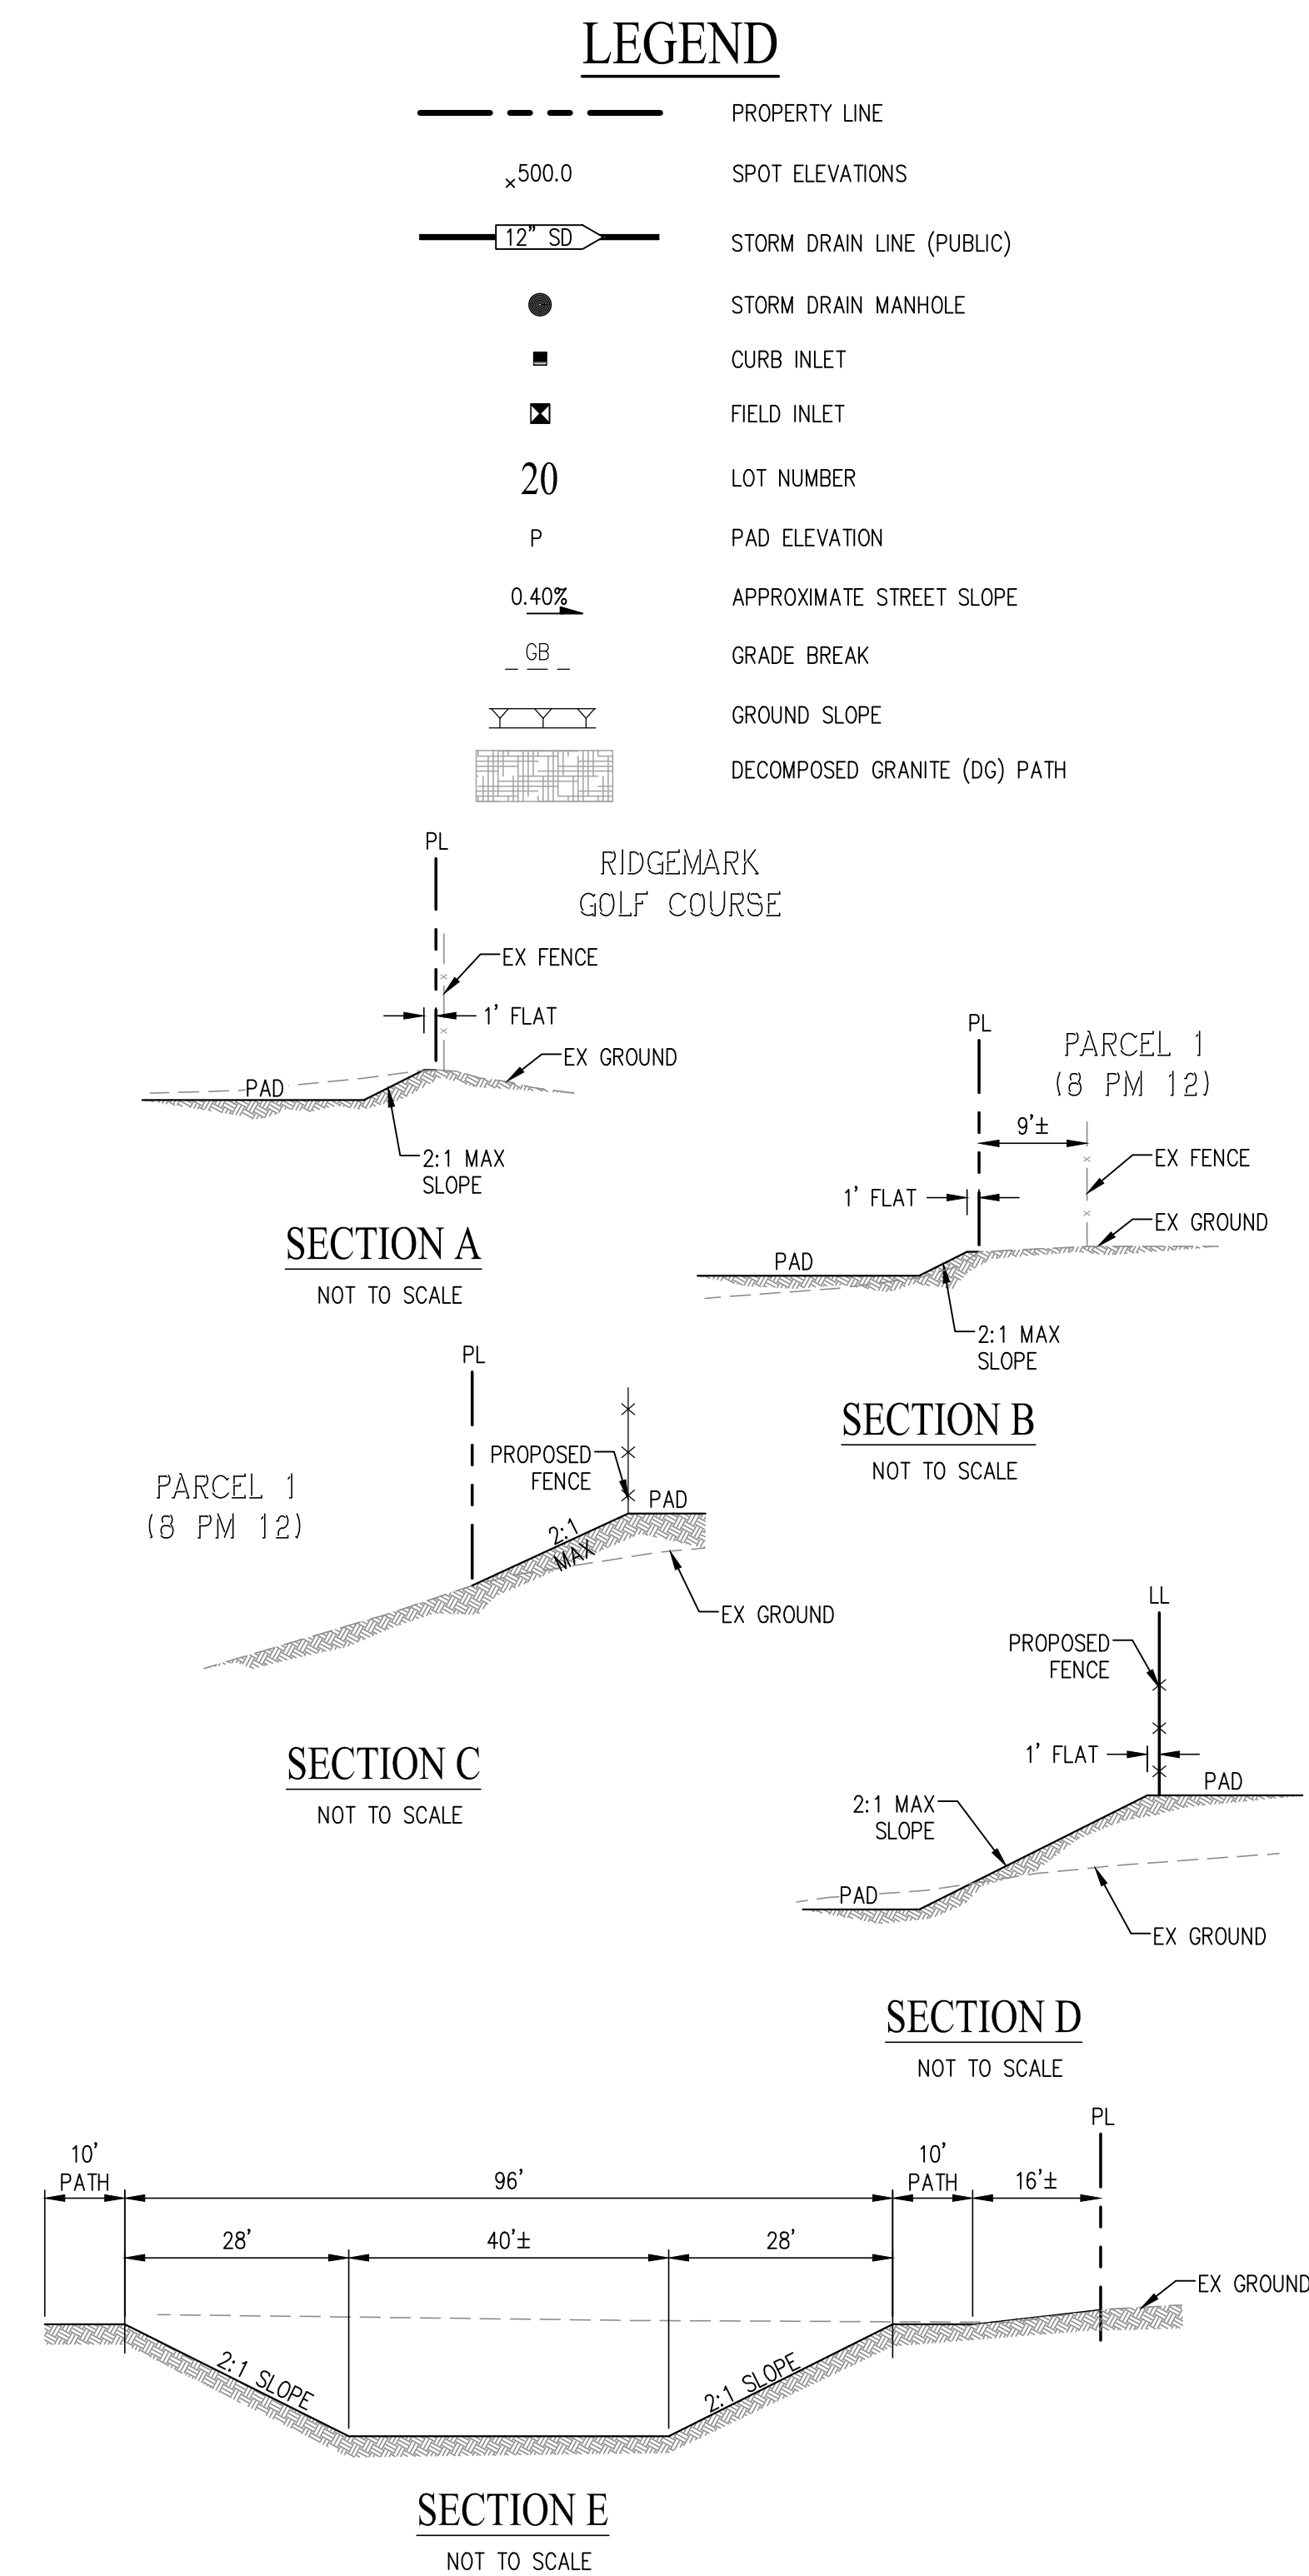 LEGEND
PROPERTY LINE
×500.0
SPOT ELEVATIONS
12" SD
STORM DRAIN LINE (PUBLIC)
STORM DRAIN MANHOLE
CURB INLET
FIELD INLET
20
LOT NUMBER
P
PAD ELEVATION
0.40%
APPROXIMATE STREET SLOPE
GB
GRADE BREAK
GROUND SLOPE
DECOMPOSED GRANITE (DG) PATH
PL
RIDGEMARK
GOLF COURSE
EX FENCE
1' FLAT
EX GROUND
PAD
2:1 MAX
SLOPE
SECTION A
NOT TO SCALE
PL
PARCEL 1
(8 PM 12)
9'±
EX FENCE
1' FLAT
EX GROUND
PAD
2:1 MAX
SLOPE
SECTION B
NOT TO SCALE
PL
PARCEL 1
(8 PM 12)
PROPOSED
FENCE
PAD
2:1
MAX
EX GROUND
SECTION C
NOT TO SCALE
LL
PROPOSED
FENCE
1' FLAT
PAD
2:1 MAX
SLOPE
PAD
EX GROUND
SECTION D
NOT TO SCALE
PL
10'
PATH
96'
10'
PATH
16'±
28'
40'±
28'
EX GROUND
2:1 SLOPE
2:1 SLOPE
SECTION E
NOT TO SCALE